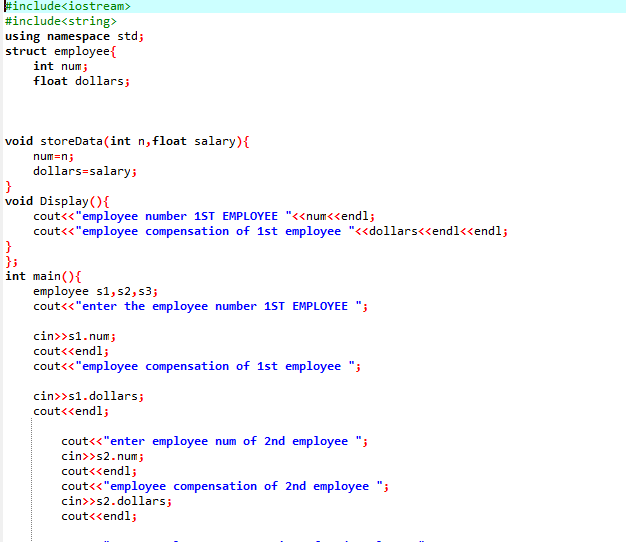 #include<iostream>
#include<string>
using namespace std;
struct employee{
int num;
float dollars;
void storeData(int n,float salary){
num=n;
dollars=salary;
}
void Display(){
cout<<"employee number 1ST EMPLOYEE "<<num<<endl;
cout<<"employee compensation of 1st employee "<<dollars<<endl<<endl;
}
};
int main(){
employee s1,s2,s3;
cout<<"enter the employee number 1ST EMPLOYEE ";
cin>>s1.num;
cout<<endl;
cout<<"employee compensation of 1st employee ";
cin>>s1.dollars;
cout<<endl;
cout<<"enter employee num of 2nd employee ";
cin>>s2.num;
cout<<endl;
cout<<"employee compensation of 2nd employee ";
cin>>s2.dollars;
cout<<endl;